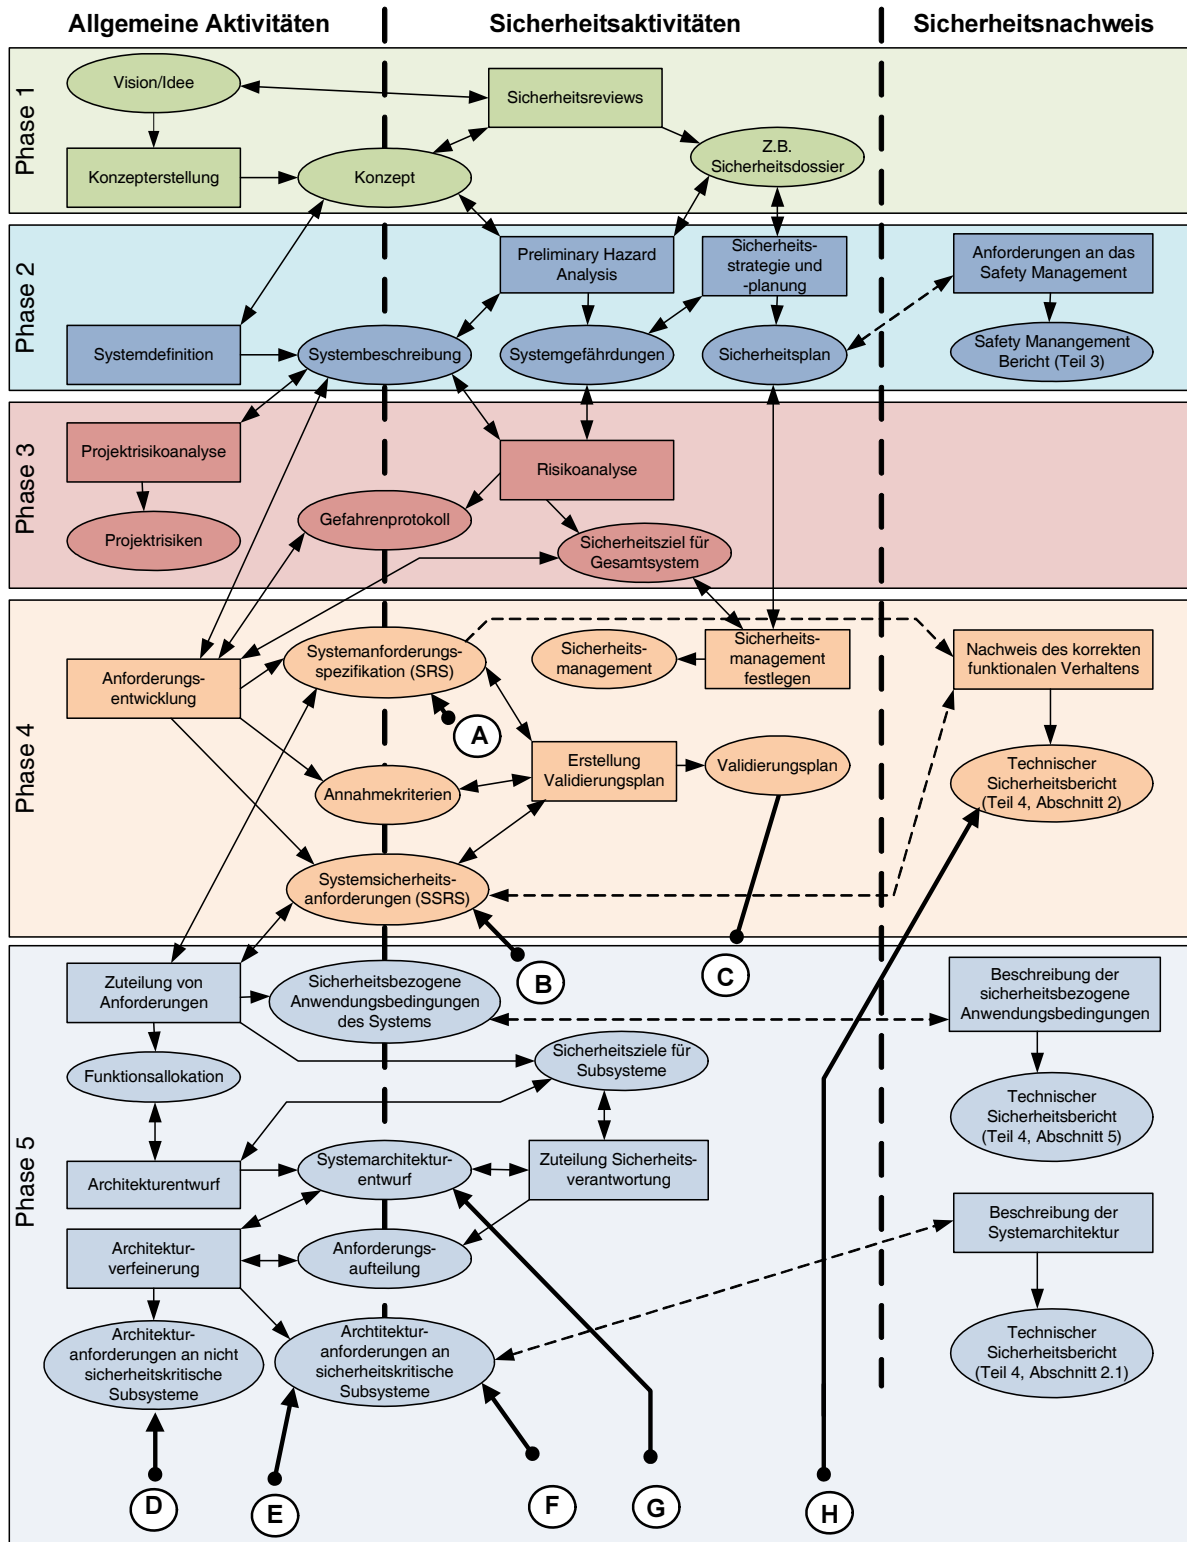 Allgemeine Aktivitäten
Sicherheitsaktivitäten
Sicherheitsnachweis
Phase 1
Vision/Idee
Sicherheitsreviews
Z.B.
Sicherheitsdossier
Konzepterstellung
Konzept
Phase 2
Preliminary Hazard
Analysis
Sicherheits-
strategie und
-planung
Anforderungen an das
Safety Management
Systemdefinition
Systembeschreibung
Systemgefährdungen
Sicherheitsplan
Safety Manangement
Bericht (Teil 3)
Phase 3
Projektrisikoanalyse
Risikoanalyse
Gefahrenprotokoll
Projektrisiken
Sicherheitsziel für
Gesamtsystem
Phase 4
Systemanforderungs-
spezifikation (SRS)
Sicherheits-
management
Sicherheits-
management
festlegen
Nachweis des korrekten
funktionalen Verhaltens
Anforderungs-
entwicklung
A
Erstellung
Validierungsplan
Validierungsplan
Technischer
Sicherheitsbericht
(Teil 4, Abschnitt 2)
Annahmekriterien
Systemsicherheits-
anforderungen (SSRS)
B
C
Phase 5
Zuteilung von
Anforderungen
Sicherheitsbezogene
Anwendungsbedingungen
des Systems
Beschreibung der
sicherheitsbezogene
Anwendungsbedingungen
Funktionsallokation
Sicherheitsziele für
Subsysteme
Technischer
Sicherheitsbericht
(Teil 4, Abschnitt 5)
Architekturentwurf
Systemarchitektur-
entwurf
Zuteilung Sicherheits-
verantwortung
Beschreibung der
Systemarchitektur
Architektur-
verfeinerung
Anforderungs-
aufteilung
Architektur-
anforderungen an nicht
sicherheitskritische
Subsysteme
Archtitektur-
anforderungen an
sicherheitskritische
Subsysteme
Technischer
Sicherheitsbericht
(Teil 4, Abschnitt 2.1)
D
E
F
G
H